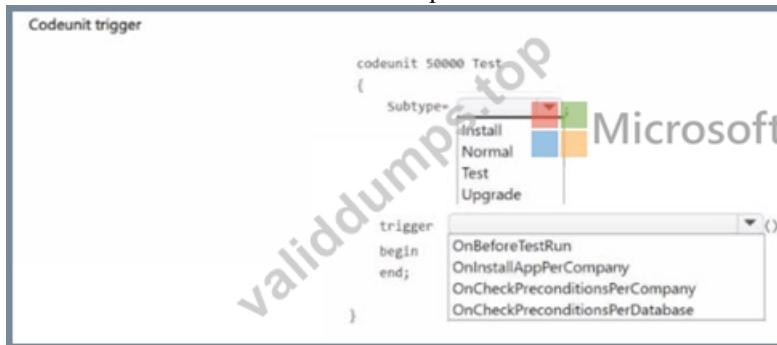 Codeunit trigger
codeunit 50000 Test
{
Subtype= ;
Install
Normal
Test
Upgrade
Microsoft
trigger ()
OnBeforeTestRun
OnInstallAppPerCompany
OnCheckPreconditionsPerCompany
OnCheckPreconditionsPerDatabase
begin
end;
}
validdumps.top